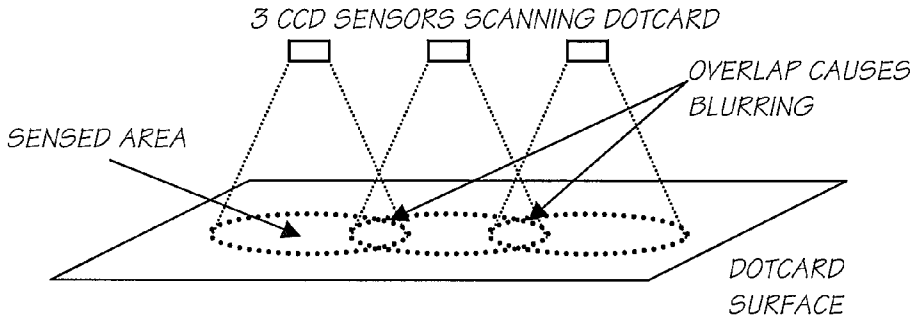 3 CCD SENSORS SCANNING DOTCARD
OVERLAP CAUSES
BLURRING
SENSED AREA
DOTCARD
SURFACE